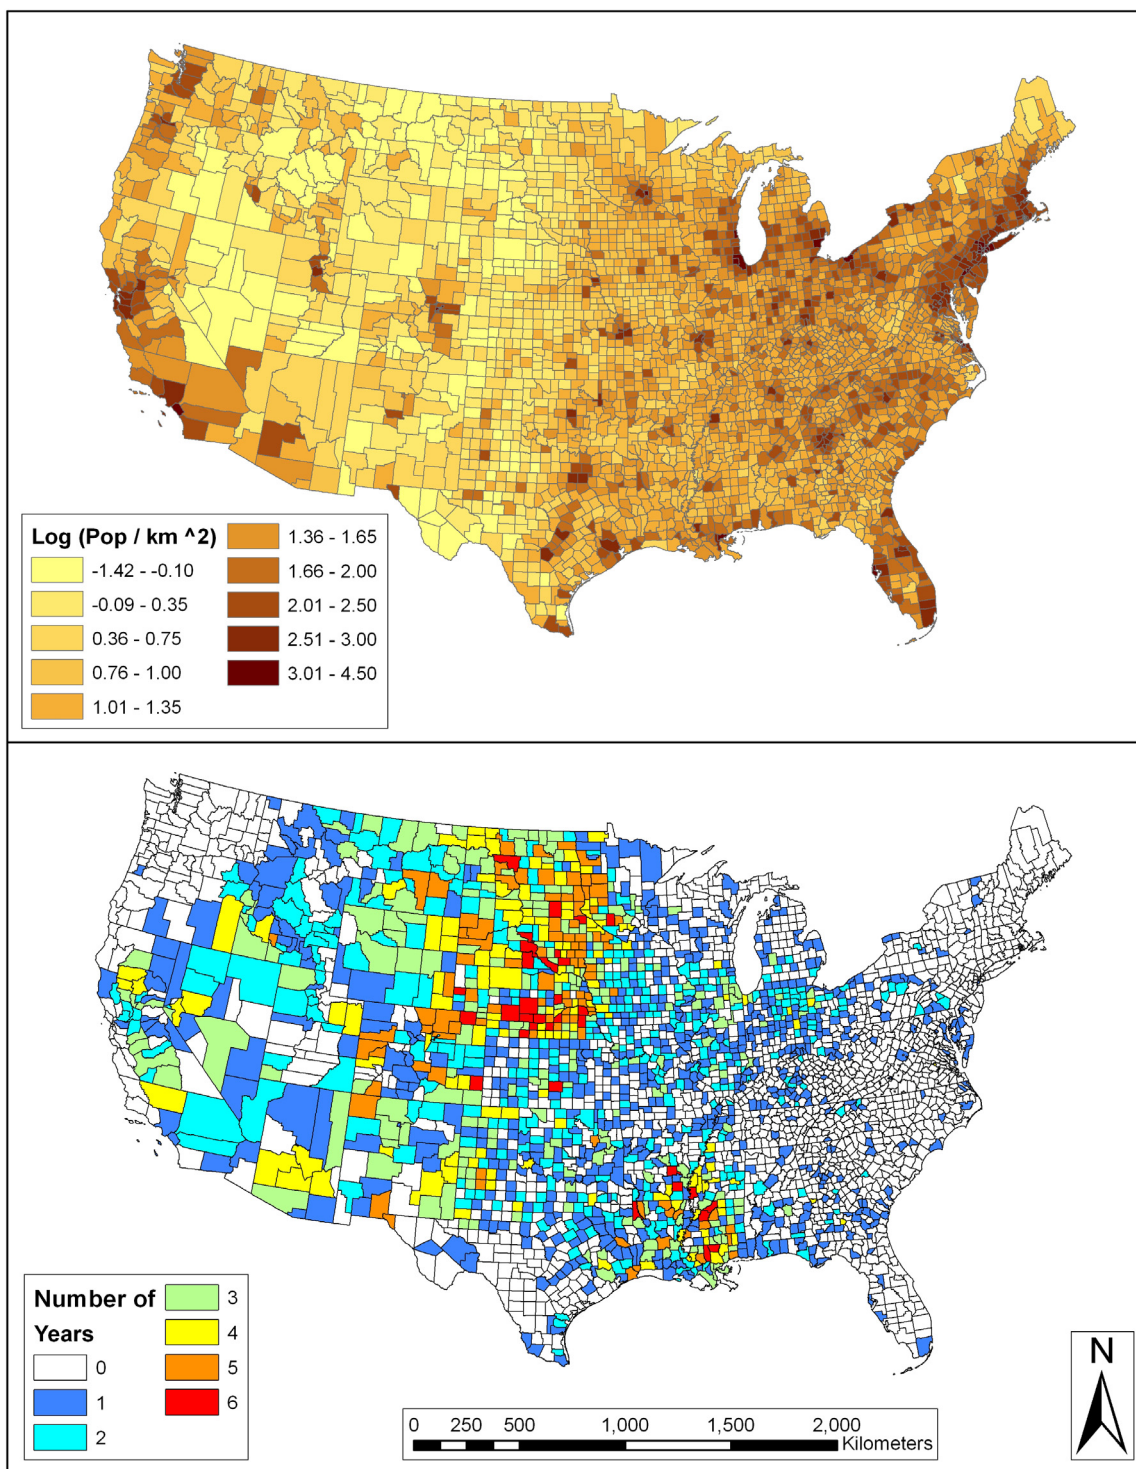 Log (Pop / km ^2)
-1.42 - -0.10
-0.09 - 0.35
0.36 - 0.75
0.76 - 1.00
1.01 - 1.35
1.36 - 1.65
1.66 - 2.00
2.01 - 2.50
2.51 - 3.00
3.01 - 4.50
Number of
Years
0
1
2
3
4
5
6
0 250 500 1,000 1,500 2,000
Kilometers
N